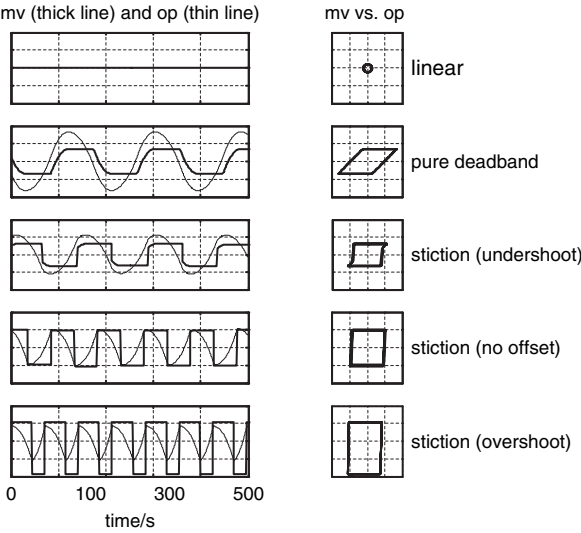 mv (thick line) and op (thin line)
mv vs. op
linear
pure deadband
stiction (undershoot)
stiction (no offset)
stiction (overshoot)
0 100 300 500
time/s